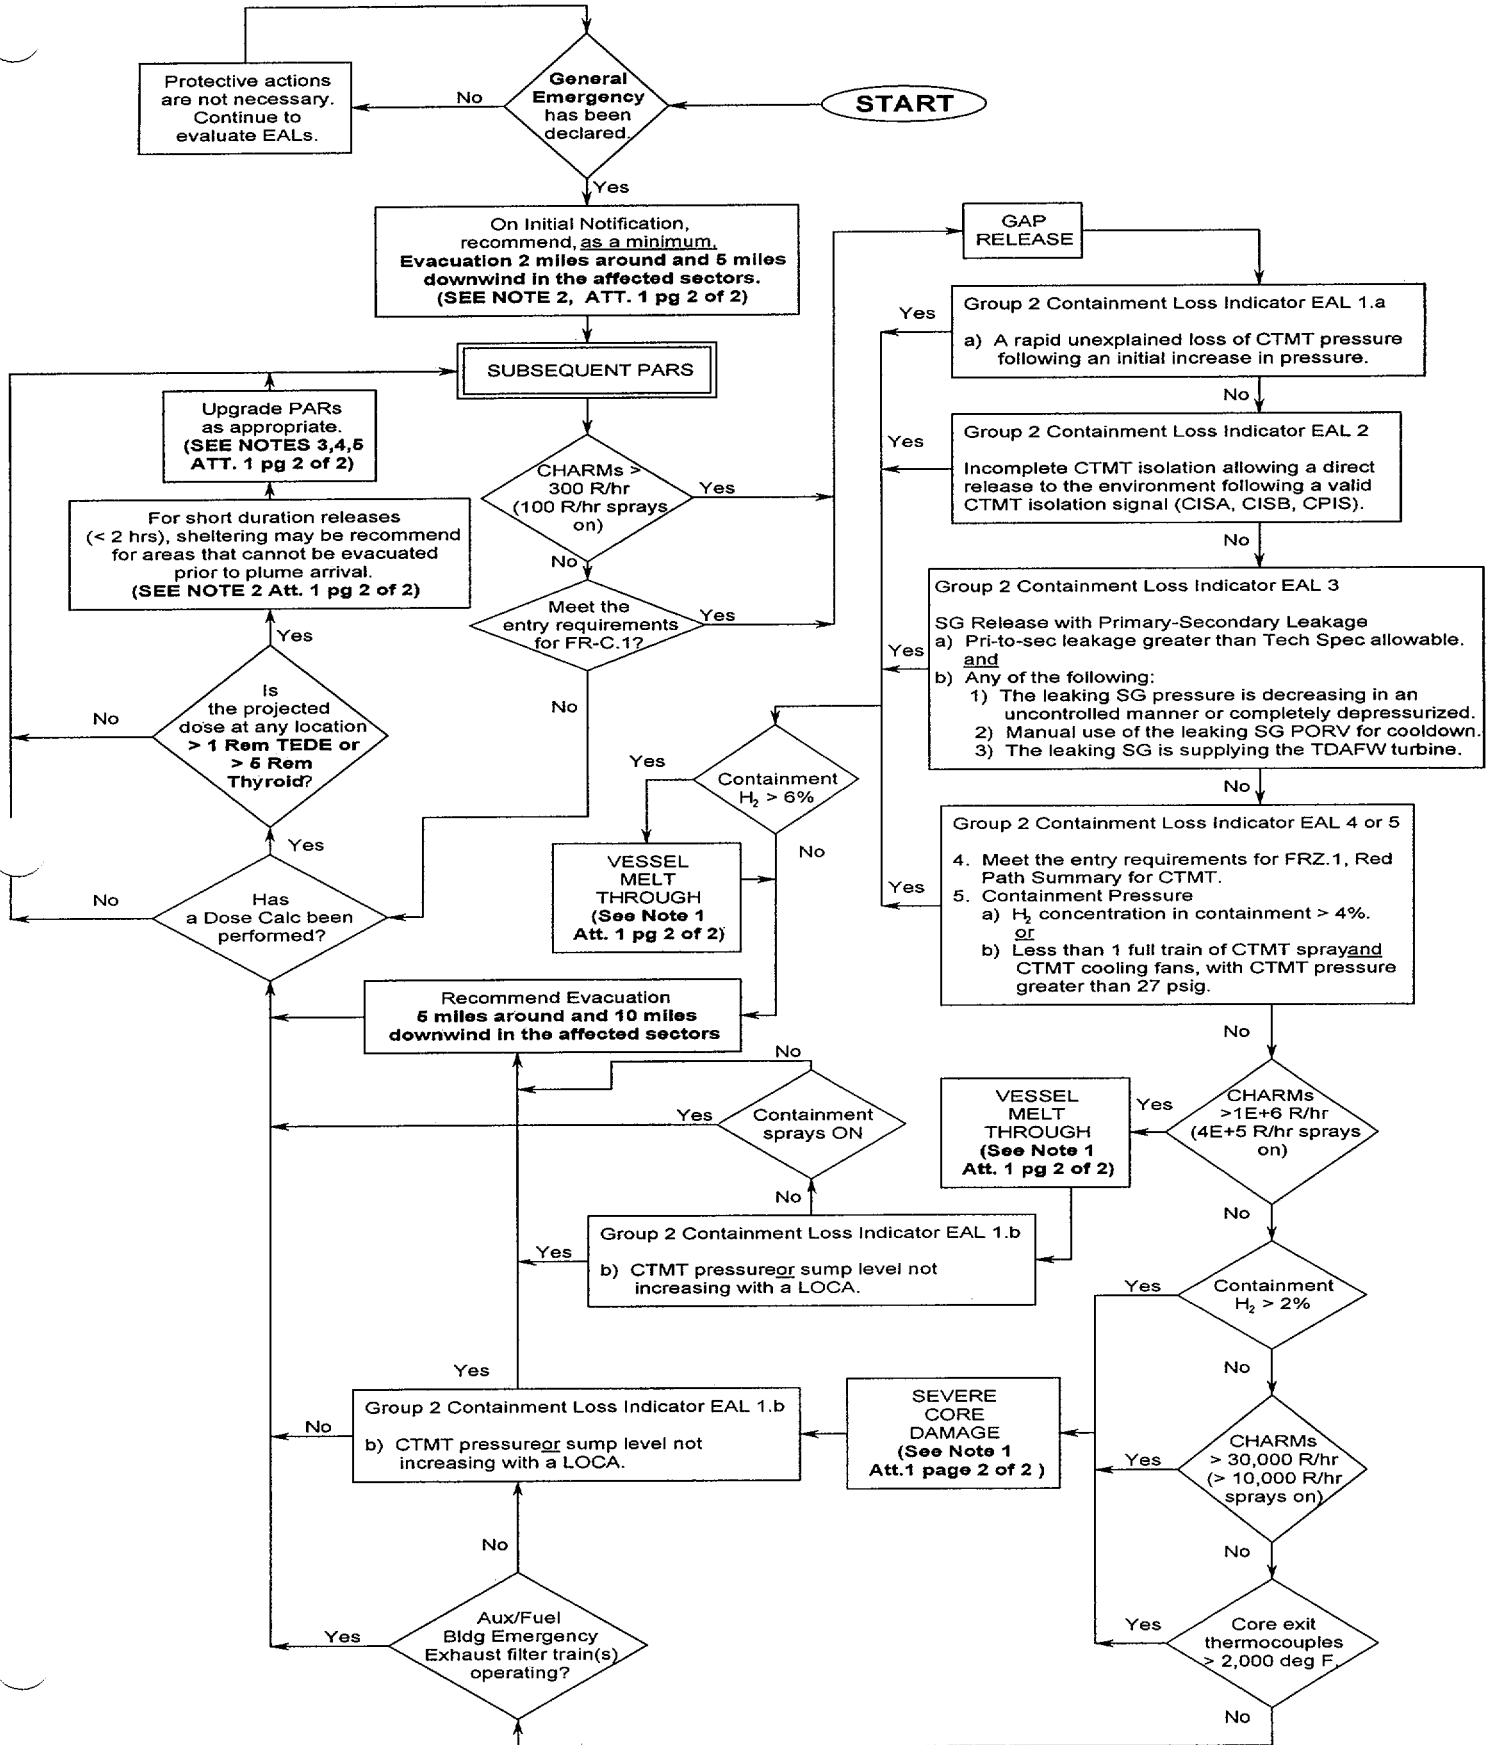 START
General
Emergency
has been
declared.
No
Protective actions
are not necessary.
Continue to
evaluate EALs.
Yes
On Initial Notification,
recommend, as a minimum,
Evacuation 2 miles around and 5 miles
downwind in the affected sectors.
(SEE NOTE 2, ATT. 1 pg 2 of 2)
SUBSEQUENT PARS
Upgrade PARs
as appropriate.
(SEE NOTES 3,4,5
ATT. 1 pg 2 of 2)
For short duration releases
(< 2 hrs), sheltering may be recommend
for areas that cannot be evacuated
prior to plume arrival.
(SEE NOTE 2 Att. 1 pg 2 of 2)
Yes
Is
the projected
dose at any location
> 1 Rem TEDE or
> 5 Rem
Thyroid?
No
Yes
Has
a Dose Calc been
performed?
No
CHARMs >
300 R/hr
(100 R/hr sprays
on)
Yes
No
Meet the
entry requirements
for FR-C.1?
Yes
No
GAP
RELEASE
Group 2 Containment Loss Indicator EAL 1.a
a) A rapid unexplained loss of CTMT pressure
following an initial increase in pressure.
Yes
No
Group 2 Containment Loss Indicator EAL 2
Incomplete CTMT isolation allowing a direct
release to the environment following a valid
CTMT isolation signal (CISA, CISB, CPIS).
Yes
No
Group 2 Containment Loss Indicator EAL 3
SG Release with Primary-Secondary Leakage
a) Pri-to-sec leakage greater than Tech Spec allowable.
and
b) Any of the following:
1) The leaking SG pressure is decreasing in an
uncontrolled manner or completely depressurized.
2) Manual use of the leaking SG PORV for cooldown.
3) The leaking SG is supplying the TDAFW turbine.
Yes
No
Group 2 Containment Loss Indicator EAL 4 or 5
4. Meet the entry requirements for FRZ.1, Red
Path Summary for CTMT.
5. Containment Pressure
a) H2 concentration in containment > 4%.
or
b) Less than 1 full train of CTMT sprayand
CTMT cooling fans, with CTMT pressure
greater than 27 psig.
Yes
No
Containment
H2 > 6%
Yes
No
VESSEL
MELT
THROUGH
(See Note 1
Att. 1 pg 2 of 2)
Recommend Evacuation
5 miles around and 10 miles
downwind in the affected sectors
CHARMs
>1E+6 R/hr
(4E+5 R/hr sprays
on)
Yes
No
VESSEL
MELT
THROUGH
(See Note 1
Att. 1 pg 2 of 2)
Containment
sprays ON
No
Yes
No
Group 2 Containment Loss Indicator EAL 1.b
b) CTMT pressureor sump level not
increasing with a LOCA.
Yes
Containment
H2 > 2%
Yes
No
CHARMs
> 30,000 R/hr
(> 10,000 R/hr
sprays on)
Yes
No
Core exit
thermocouples
> 2,000 deg F.
Yes
No
SEVERE
CORE
DAMAGE
(See Note 1
Att.1 page 2 of 2 )
Yes
Group 2 Containment Loss Indicator EAL 1.b
b) CTMT pressureor sump level not
increasing with a LOCA.
No
No
Aux/Fuel
Bldg Emergency
Exhaust filter train(s)
operating?
Yes